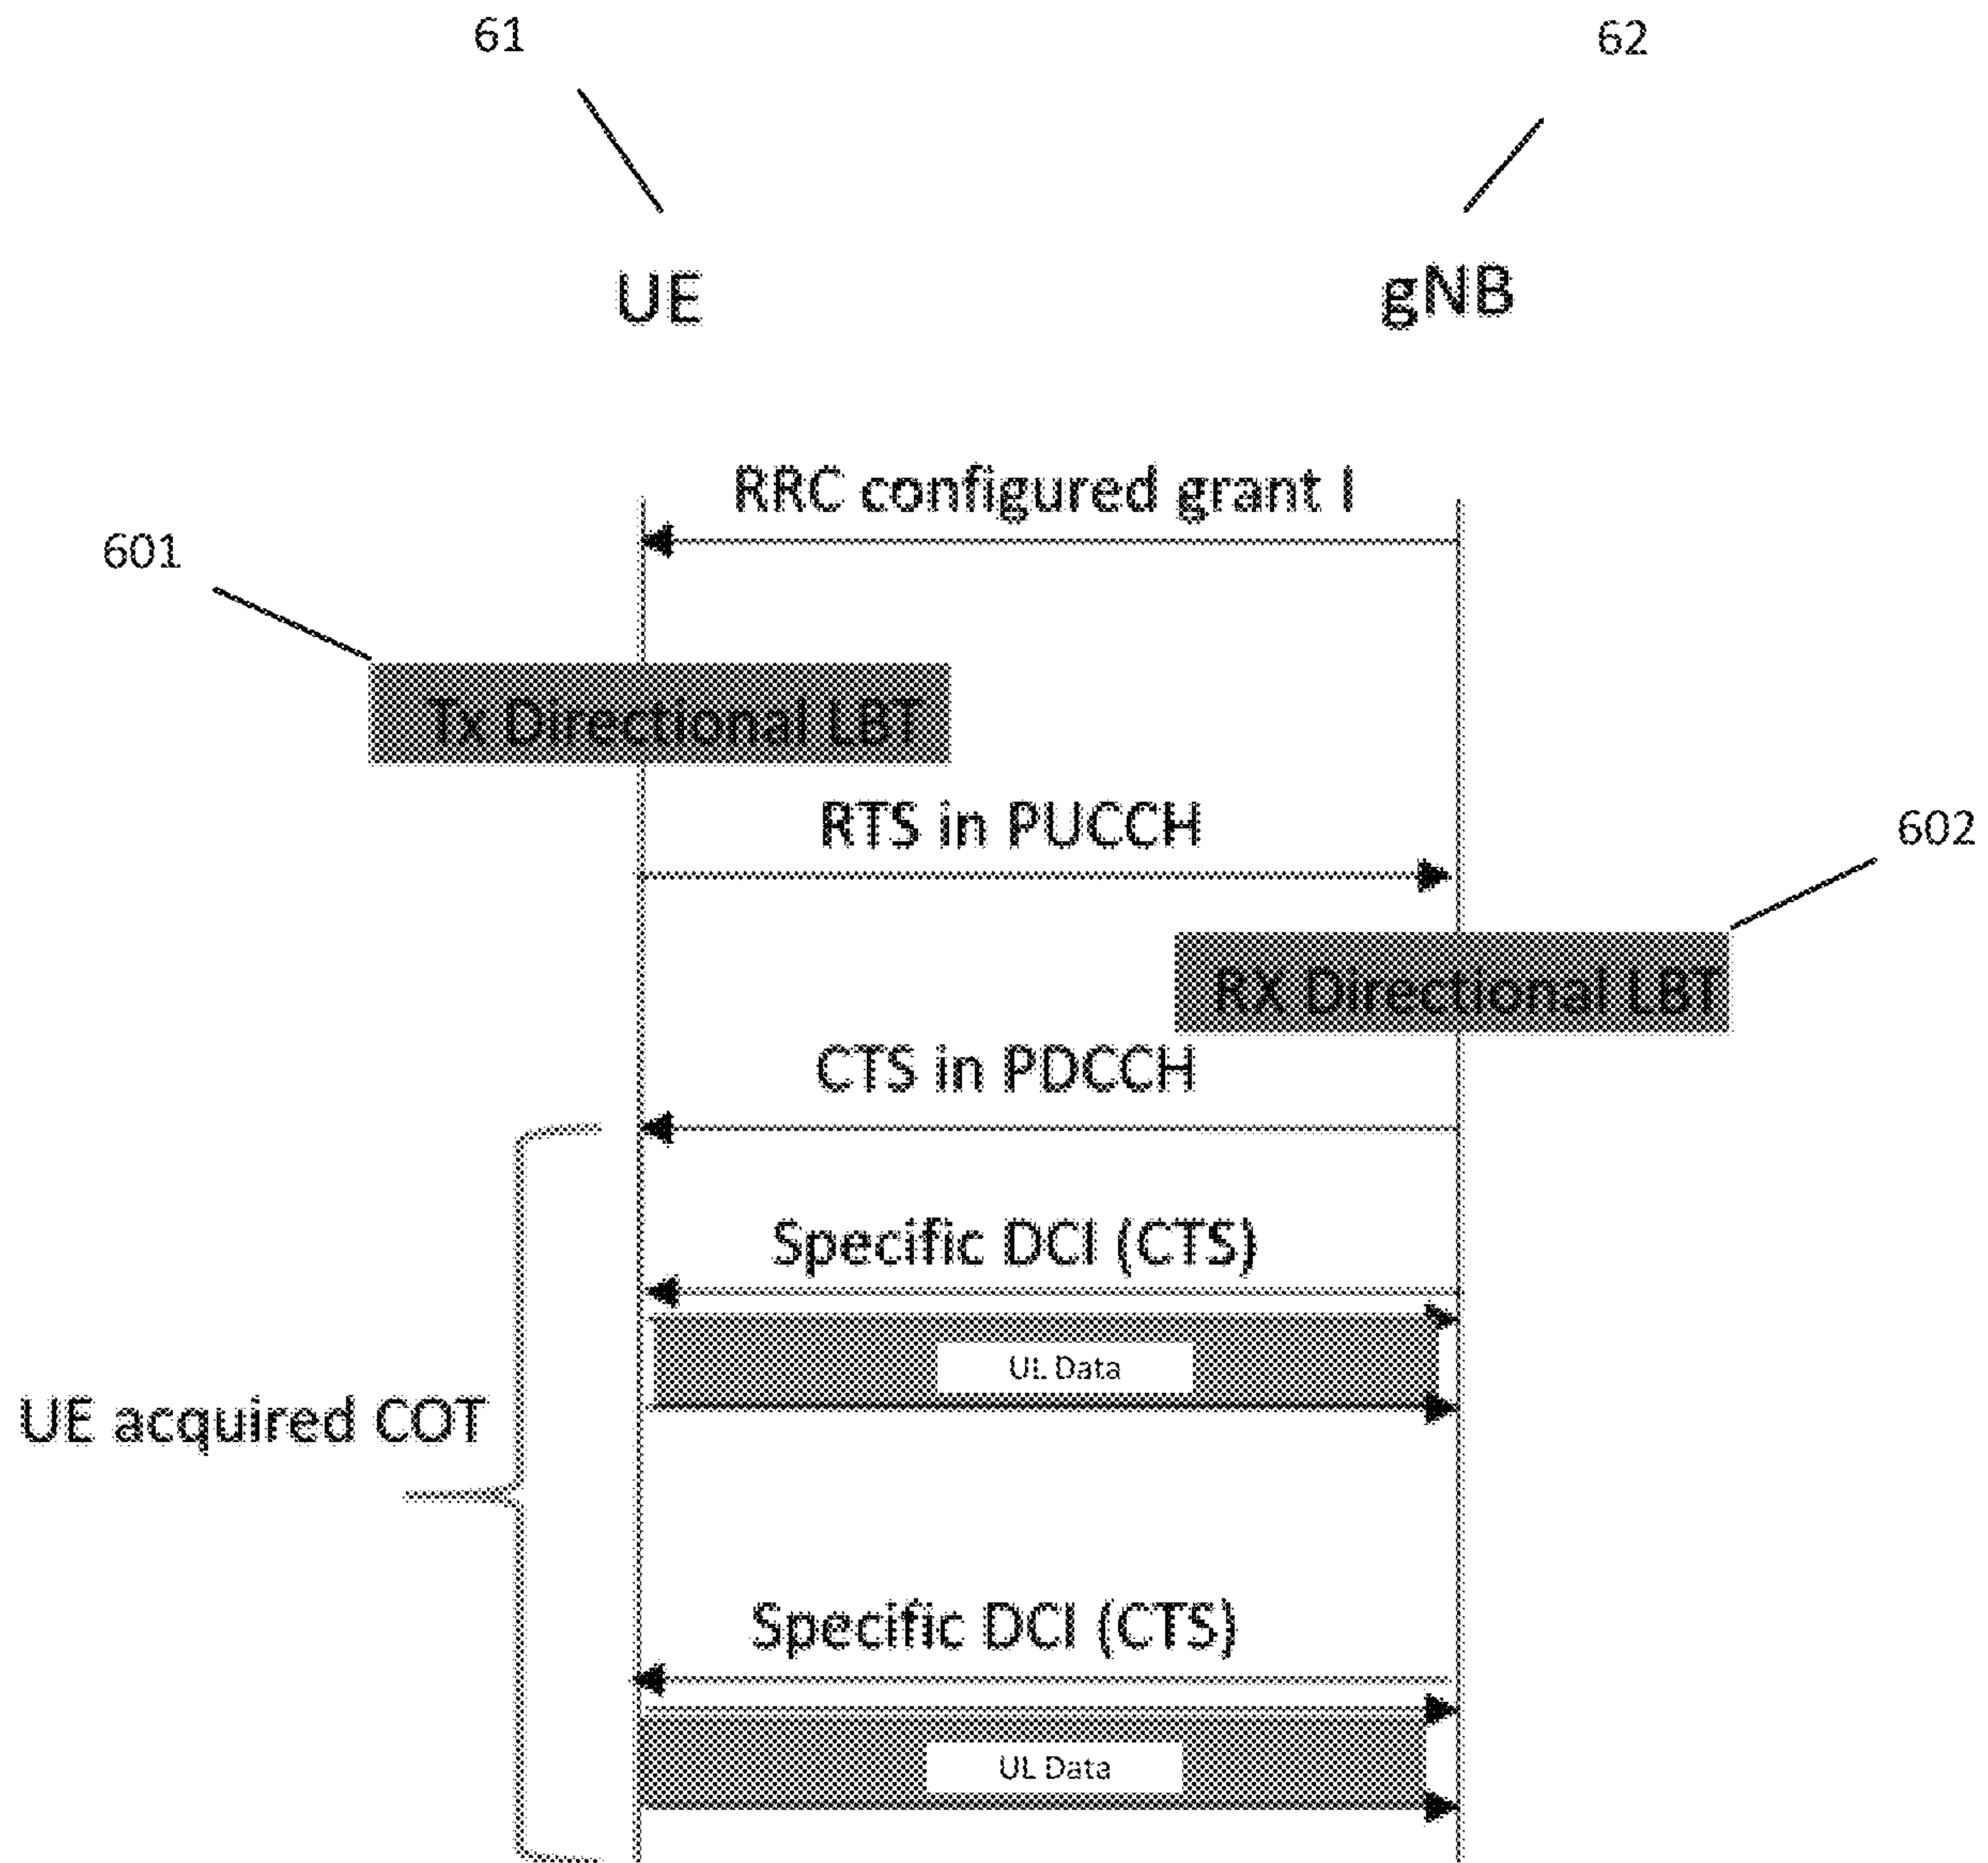 61
62
UE
gNB
RRC configured grant I
601
Tx Directional LBT
RTS in PUCCH
602
RX Directional LBT
CTS in PDCCH
Specific DCI (CTS)
UL Data
UE acquired COT
Specific DCI (CTS)
UL Data